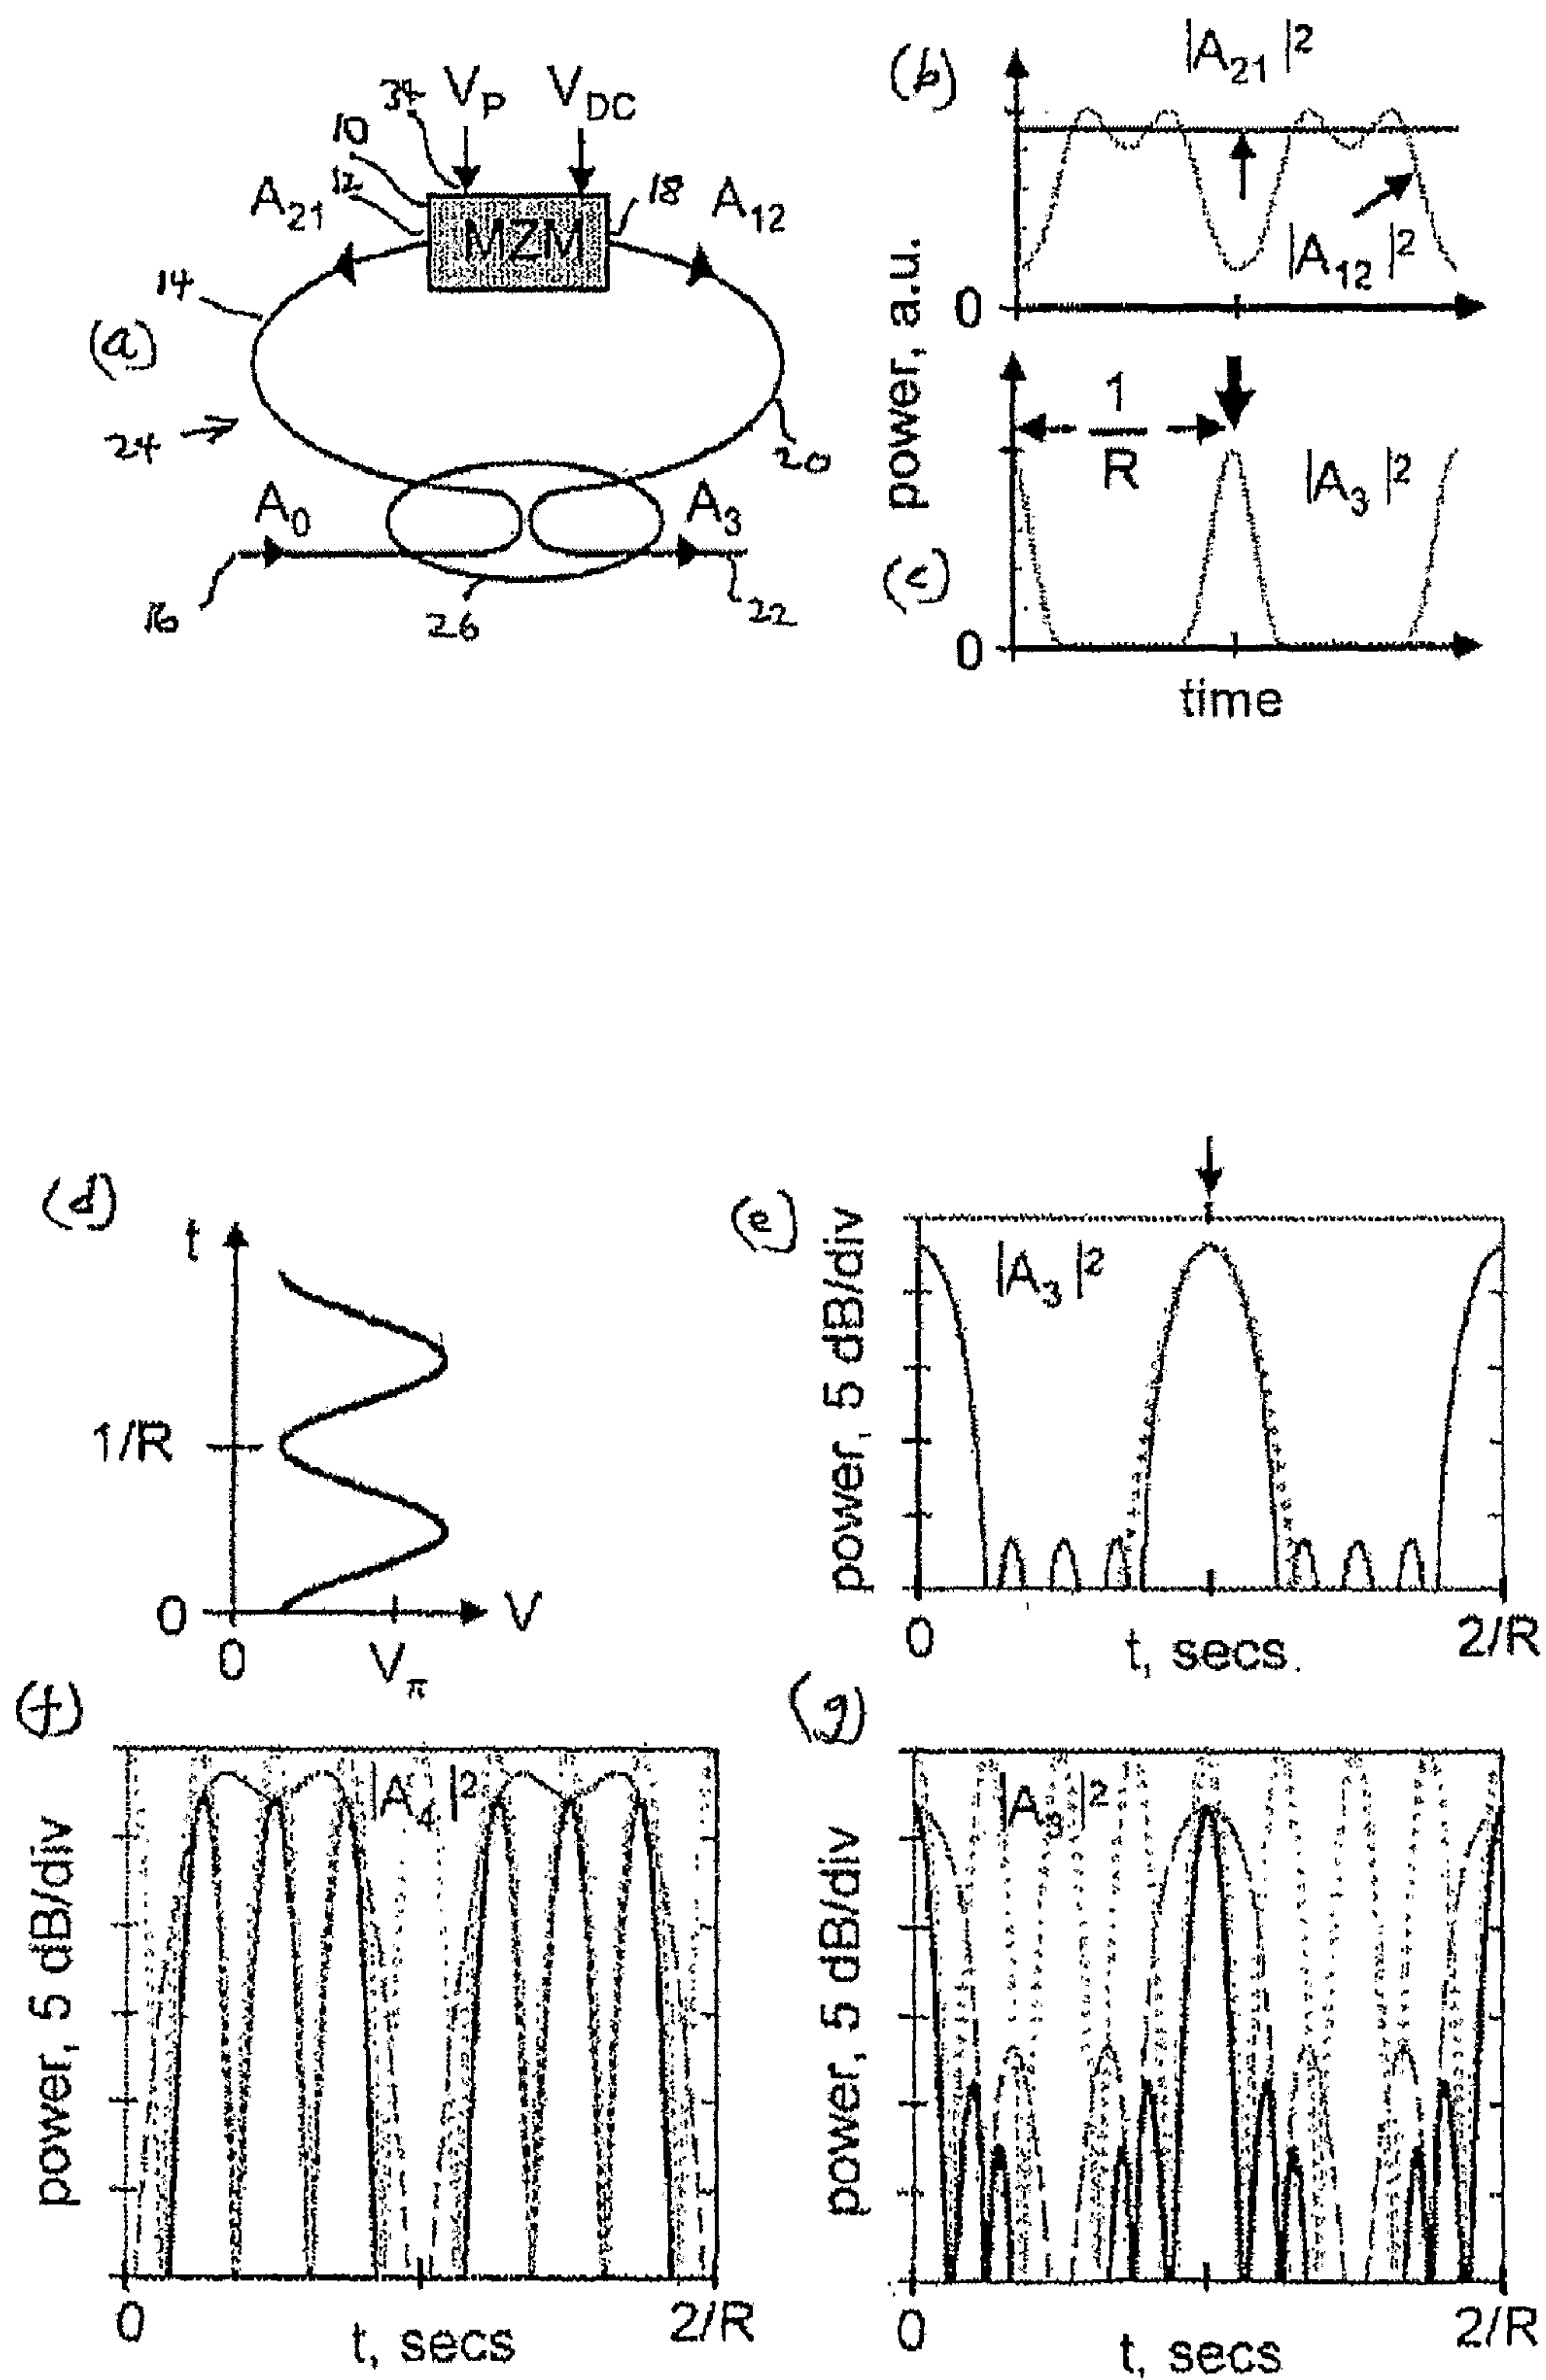 (a)
34
V_P
V_DC
10
12
A_21
MZM
18
A_12
14
24
20
A_0
A_3
16
26
22
(b)
|A_21|²
|A_12|²
0
power, a.u.
(c)
1/R
|A_3|²
0
time
(d)
t
1/R
0
0
V_π
V
(e)
power, 5 dB/div
|A_3|²
0
t, secs.
2/R
(f)
power, 5 dB/div
|A_4|²
0
t, secs
2/R
(g)
power, 5 dB/div
|A_5|²
0
t, secs
2/R